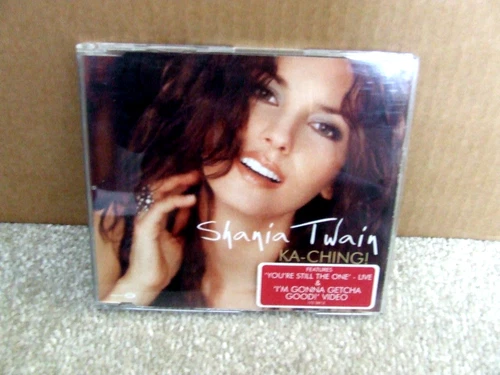 Shania Twain
KA-CHING!
FEATURES
'YOU'RE STILL THE ONE' - LIVE
&
'I'M GONNA GETCHA
GOOD!' VIDEO